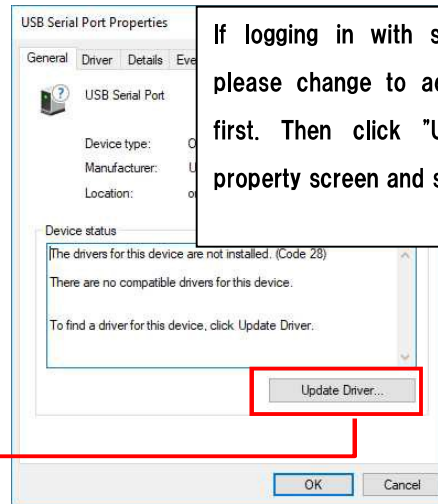 USB Serial Port Properties
General Driver Details
USB Serial Port
Device type:
Manufacturer:
Location:
If logging in with
please change to
first. Then click
property screen and
Device status
The drivers for this device are not installed. (Code 28)
There are no compatible drivers for this device.
To find a driver for this device, click Update Driver.
Update Driver...
OK Cancel